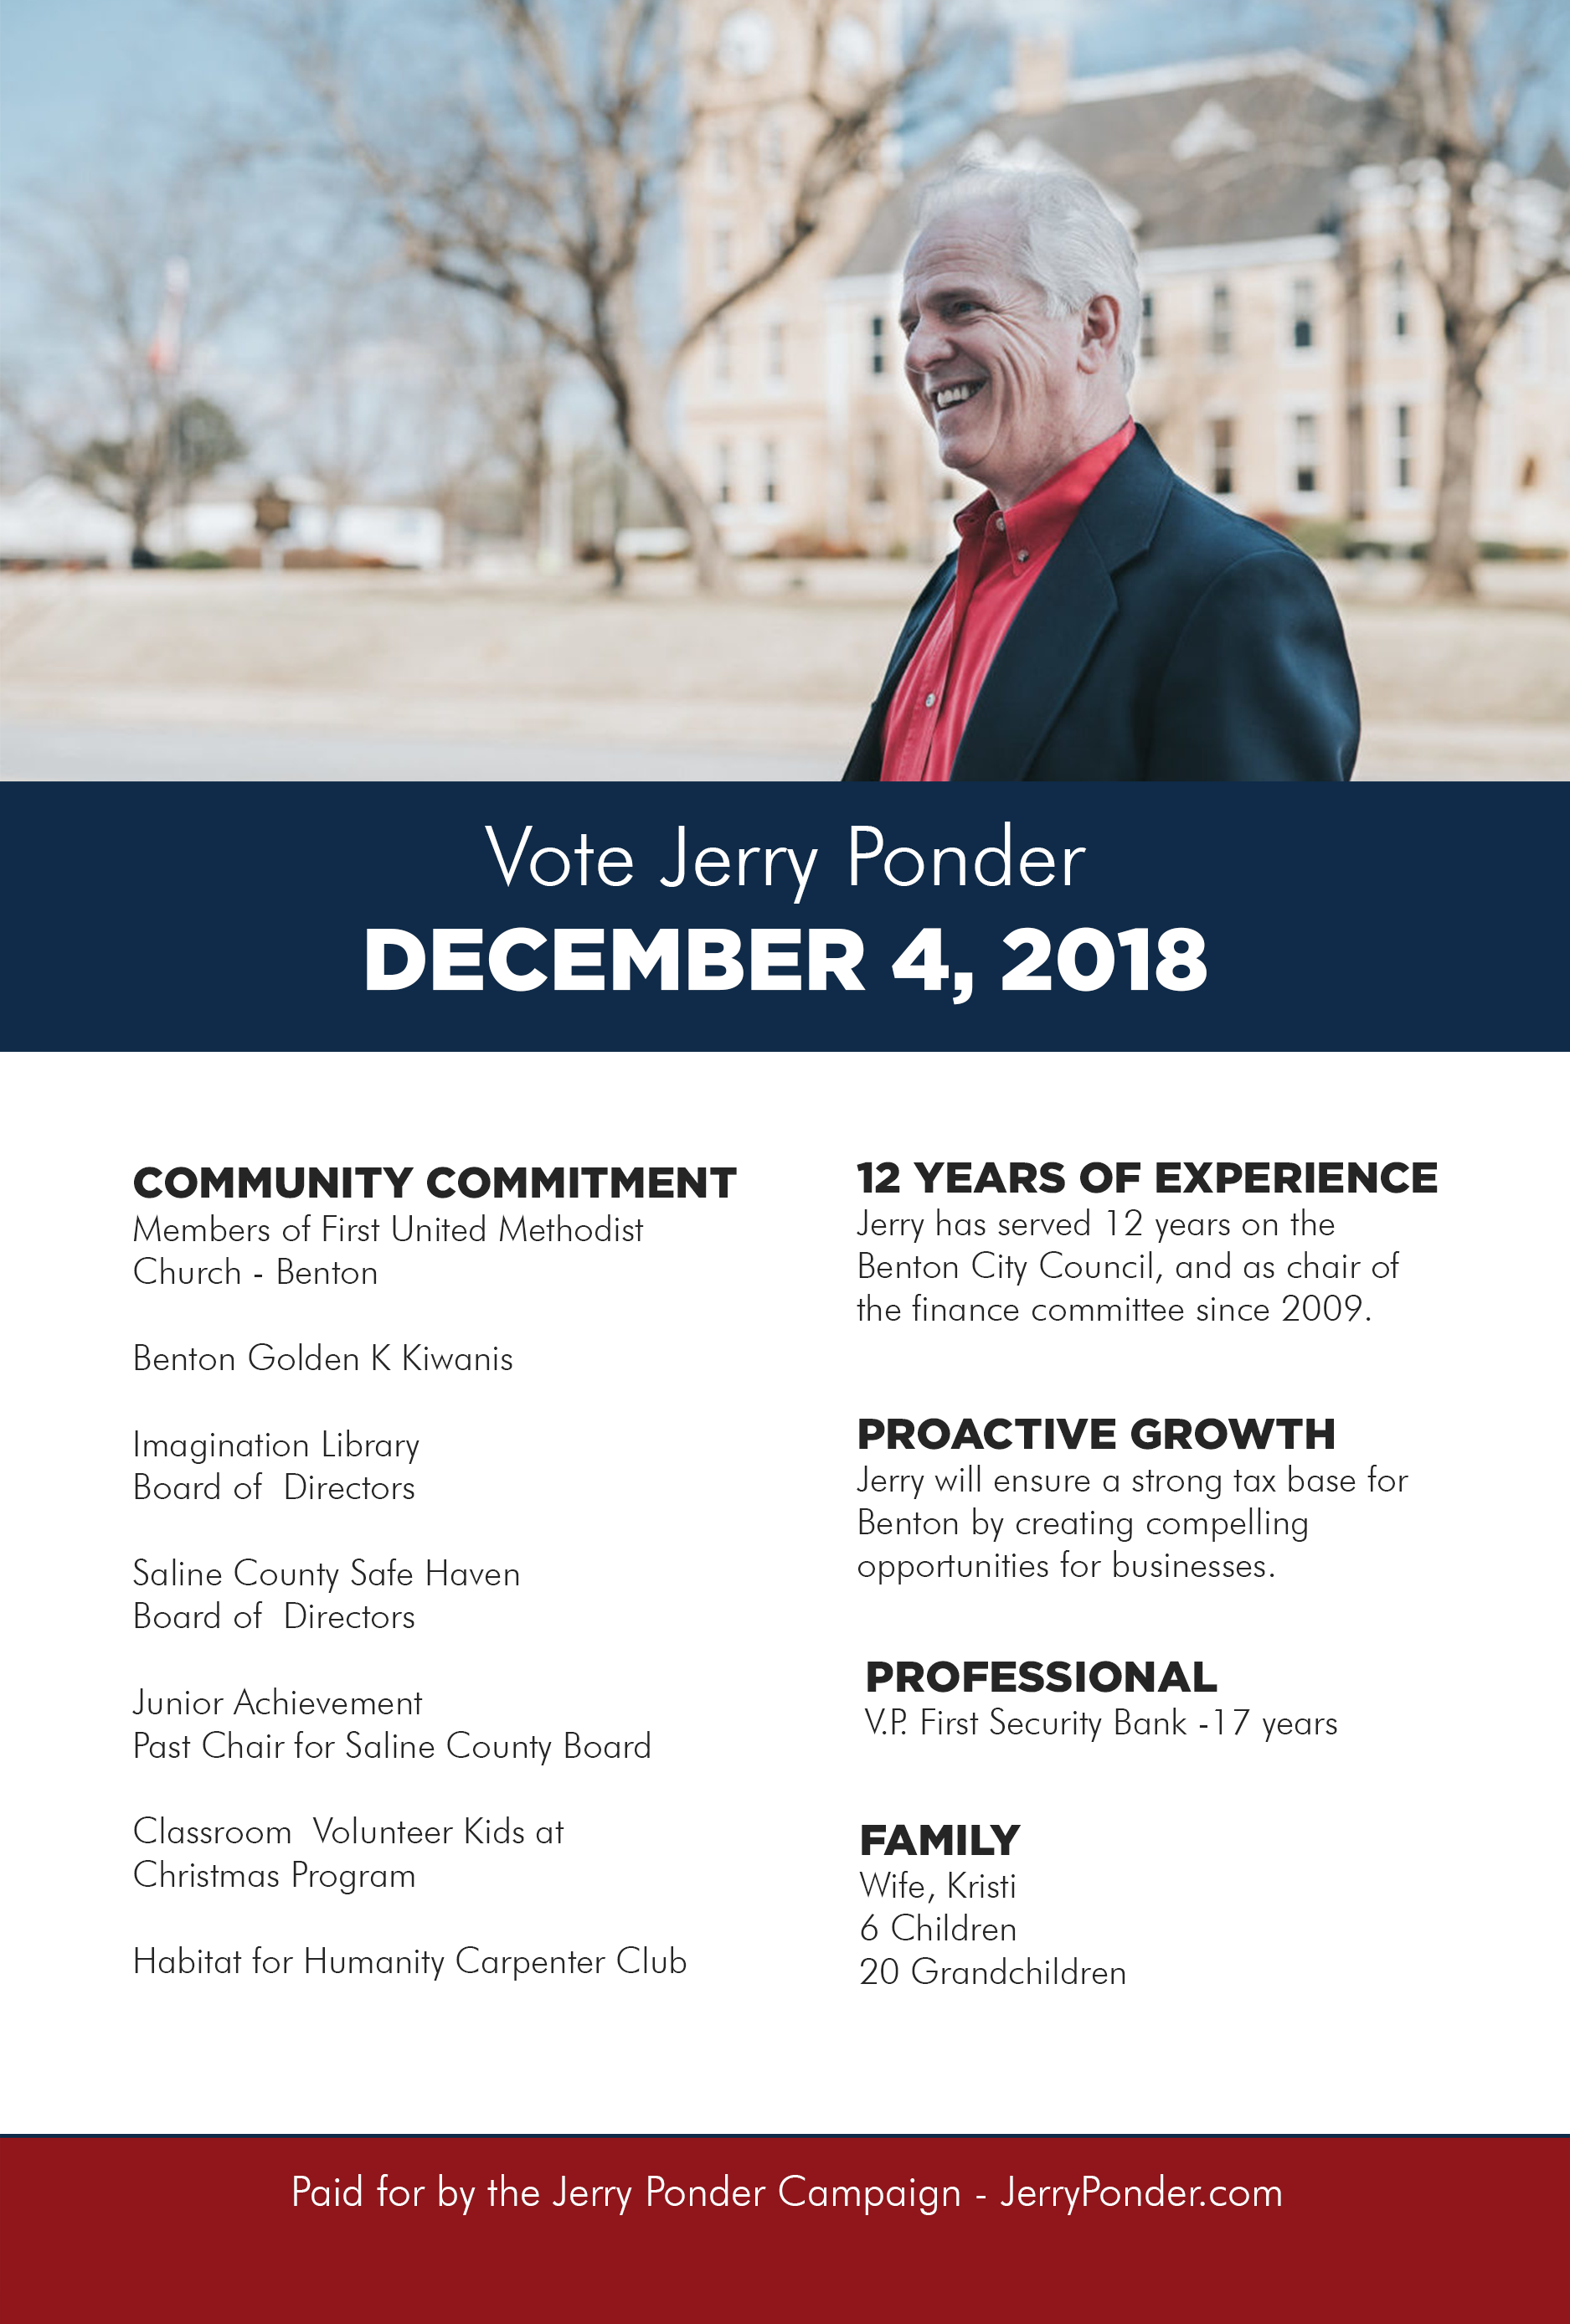 Vote Jerry Ponder
DECEMBER 4, 2018
COMMUNITY COMMITMENT
Members of First United Methodist
Church - Benton
Benton Golden K Kiwanis
Imagination Library
Board of  Directors
Saline County Safe Haven
Board of  Directors
Junior Achievement
Past Chair for Saline County Board
Classroom  Volunteer Kids at
Christmas Program
Habitat for Humanity Carpenter Club
12 YEARS OF EXPERIENCE
Jerry has served 12 years on the
Benton City Council, and as chair of
the finance committee since 2009.
PROACTIVE GROWTH
Jerry will ensure a strong tax base for
Benton by creating compelling
opportunities for businesses.
PROFESSIONAL
V.P. First Security Bank -17 years
FAMILY
Wife, Kristi
6 Children
20 Grandchildren
Paid for by the Jerry Ponder Campaign - JerryPonder.com